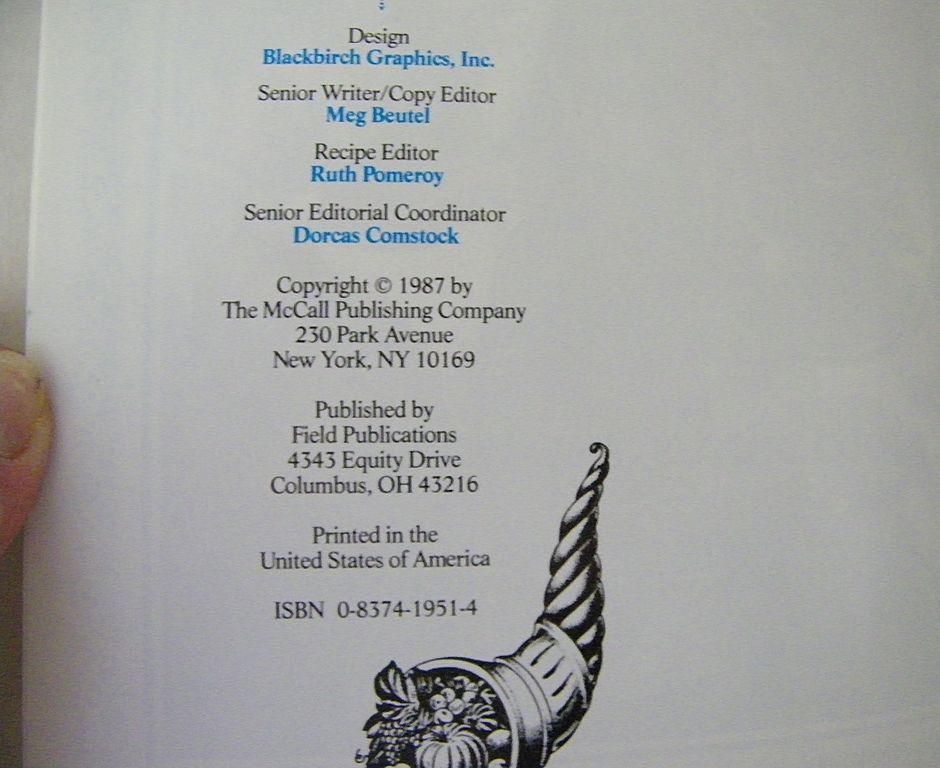 Design
Blackbirch Graphics, Inc.
Senior Writer/Copy Editor
Meg Beutel
Recipe Editor
Ruth Pomeroy
Senior Editorial Coordinator
Dorcas Comstock
Copyright © 1987 by
The McCall Publishing Company
230 Park Avenue
New York, NY 10169
Published by
Field Publications
4343 Equity Drive
Columbus, OH 43216
Printed in the
United States of America
ISBN 0-8374-1951-4